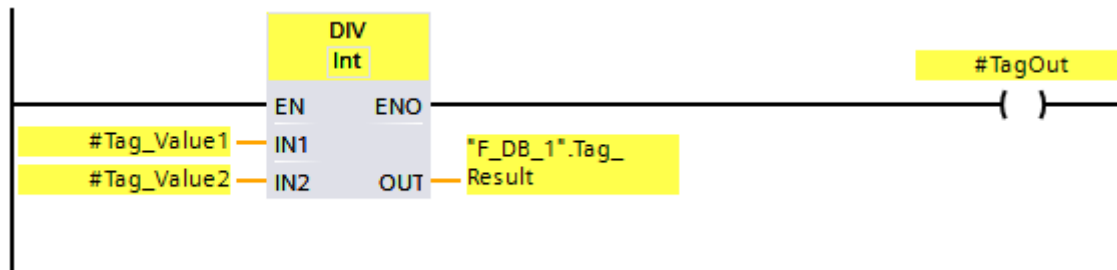 DIV
Int
#TagOut
EN ENO
#Tag_Value1 IN1
"F_DB_1".Tag_
#Tag_Value2 IN2 OUT Result